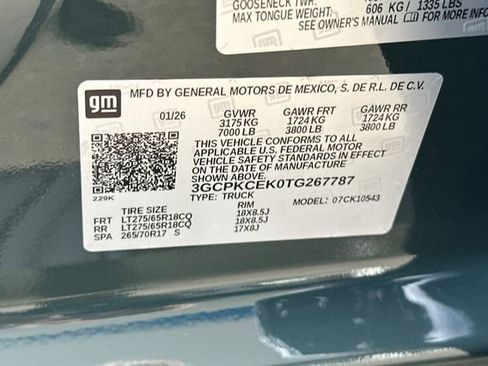 GOOSENECK TWR:
606 KG / 1335 LBS
MAX TONGUE WEIGHT:
SEE OWNER'S MANUAL FOR MORE INFOR
gm
MFD BY GENERAL MOTORS DE MEXICO, S. DE R.L. DE C.V.
01/26 GVWR GAWR FRT GAWR RR
3175 KG 1724 KG 1724 KG
7000 LB 3800 LB 3800 LB
THIS VEHICLE CONFORMS TO ALL
APPLICABLE U.S. FEDERAL MOTOR
VEHICLE SAFETY STANDARDS IN EFFECT
ON THE DATE OF MANUFACTURE
SHOWN ABOVE.
3GCPKCEK0TG267787
229K
TYPE: TRUCK MODEL: 07CK10543
TIRE SIZE RIM
FRT LT275/65R18CQ 18X8.5J
RR LT275/65R18CQ 18X8.5J
SPA 265/70R17 S 17X8J